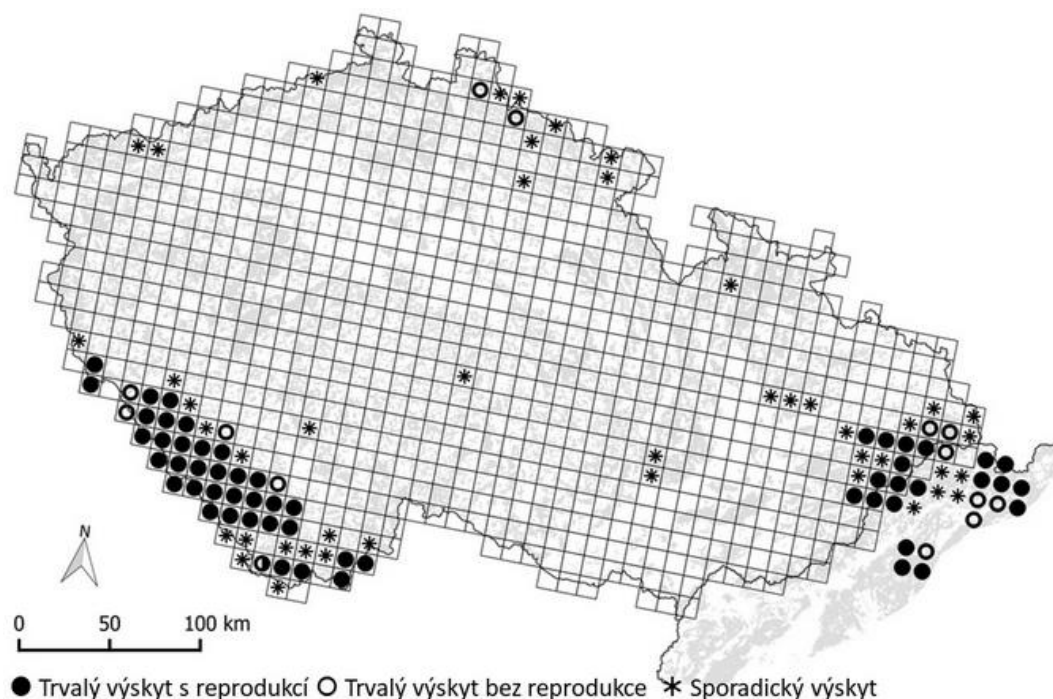 N
0 50 100 km
Trvalý výskyt s reprodukcí Trvalý výskyt bez reprodukce Sporadický výskyt